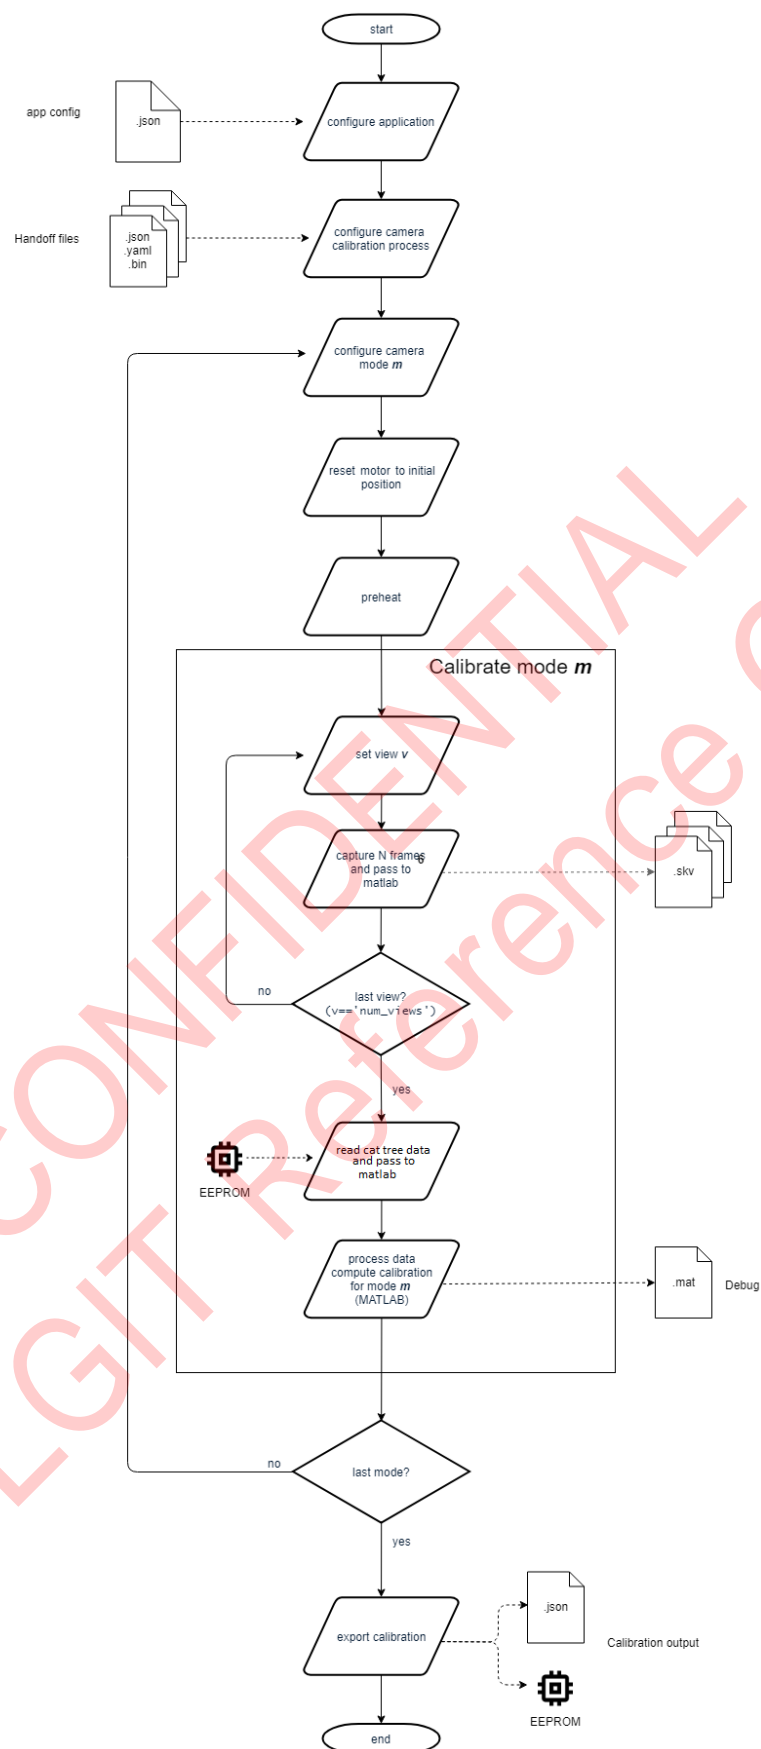 start
app config
.json
configure application
Handoff files
.json
.yaml
.bin
configure camera
calibration process
configure camera
mode m
reset motor to initial
position
preheat
Calibrate mode m
set view v
capture N frames
and pass to
matlab
6
.skv
last view?
(v=='num_views')
no
yes
read cat tree data
and pass to
matlab
EEPROM
process data
compute calibration
for mode m
(MATLAB)
.mat
Debug
last mode?
no
yes
export calibration
.json
Calibration output
EEPROM
end
CONFIDENTIAL
LGIT Reference